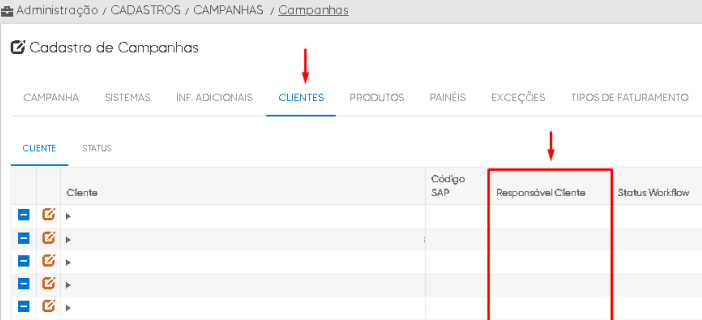 Administração / CADASTROS / CAMPANHAS / Campanhas
Cadastro de Campanhas
CAMPANHA SISTEMAS INF. ADICIONAIS CLIENTES PRODUTOS PAINÉIS EXCEÇÕES TIPOS DE FATURAMENTO
CLIENTE STATUS
Cliente Código SAP Responsável Cliente Status Workflow